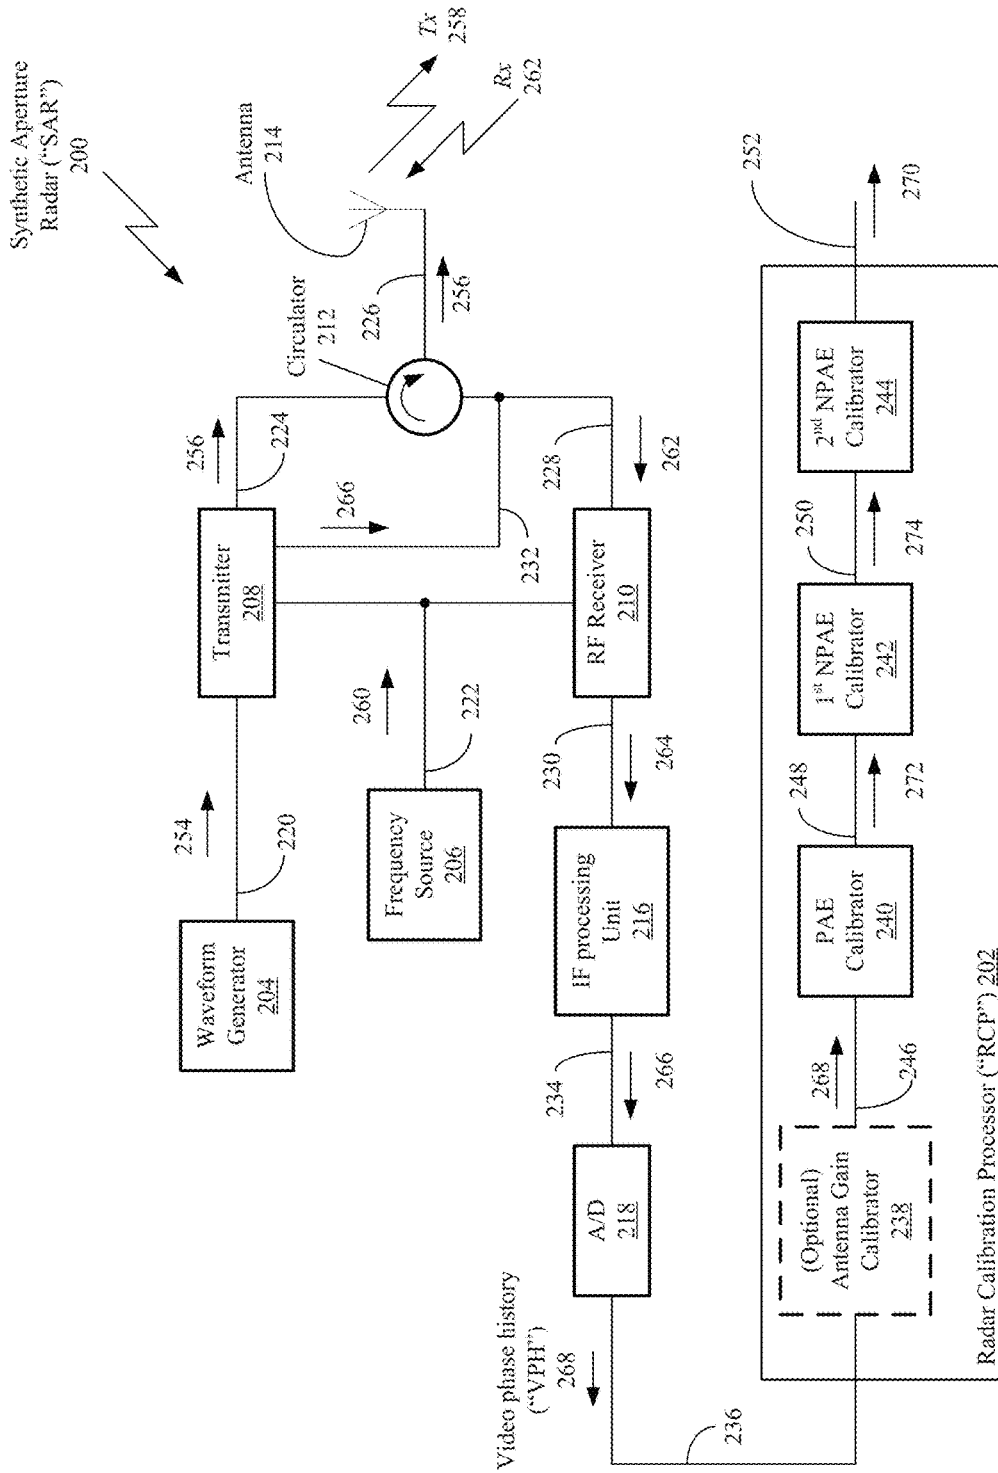 Synthetic Aperture
Radar ("SAR")
200
Tx
258
Rx
262
Antenna
214
Circulator
212
226
256
256
224
266
Transmitter
208
232
228
262
RF Receiver
210
254
220
Waveform
Generator
204
260
222
Frequency
Source
206
230
264
IF processing
Unit
216
234
266
A/D
218
Video phase history
("VPH")
268
236
(Optional)
Antenna Gain
Calibrator
238
268
246
PAE
Calibrator
240
248
272
1st NPAE
Calibrator
242
250
274
2nd NPAE
Calibrator
244
252
270
Radar Calibration Processor ("RCP") 202